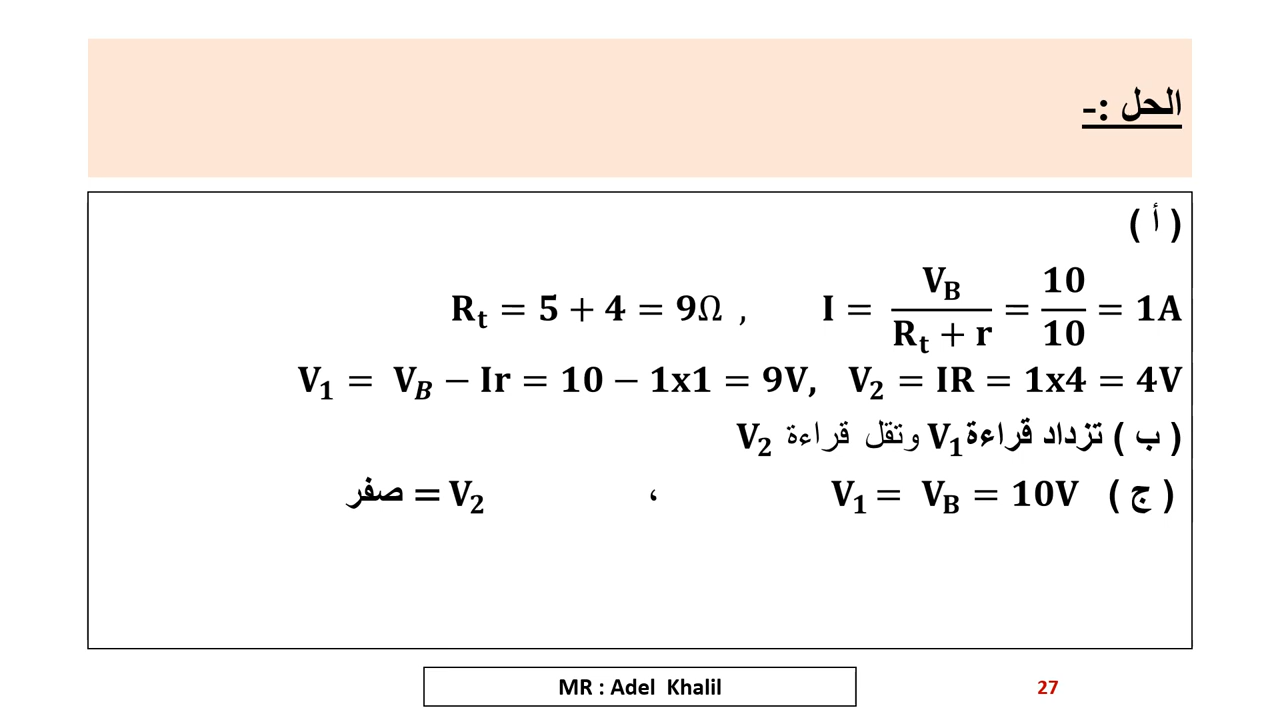 الحل :-
( أ )
R_t = 5 + 4 = 9Ω , I = V_B / (R_t + r) = 10/10 = 1A
V_1 = V_B − Ir = 10 − 1x1 = 9V, V_2 = IR = 1x4 = 4V
( ب ) تزداد قراءة V_1 وتقل قراءة V_2
( ج ) V_1 = V_B = 10V ، V_2 = صفر
MR : Adel Khalil
27